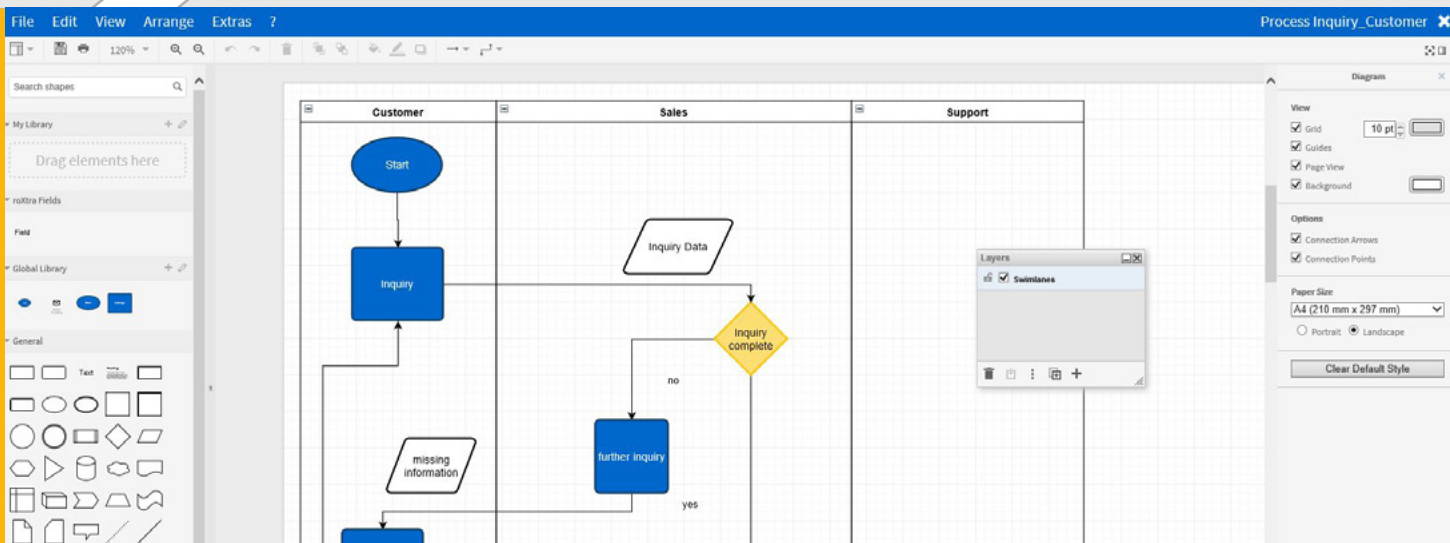 File Edit View Arrange Extras ?
Process Inquiry_Customer
120%
Search shapes
My Library
Drag elements here
roXtra Fields
Field
Global Library
General
Text
Customer
Sales
Support
Start
Inquiry Data
Inquiry
Inquiry
complete
no
missing
information
further inquiry
yes
Layers
Swimlanes
Diagram
View
Grid
10 pt
Guides
Page View
Background
Options
Connection Arrows
Connection Points
Paper Size
A4 (210 mm x 297 mm)
Portrait Landscape
Clear Default Style